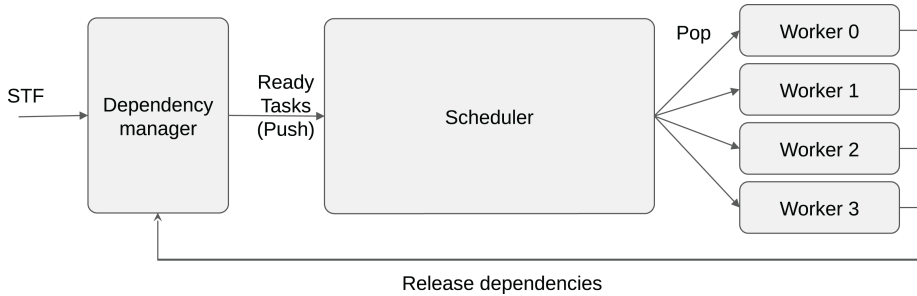 STF
Dependency
manager
Ready
Tasks
(Push)
Scheduler
Pop
Worker 0
Worker 1
Worker 2
Worker 3
Release dependencies